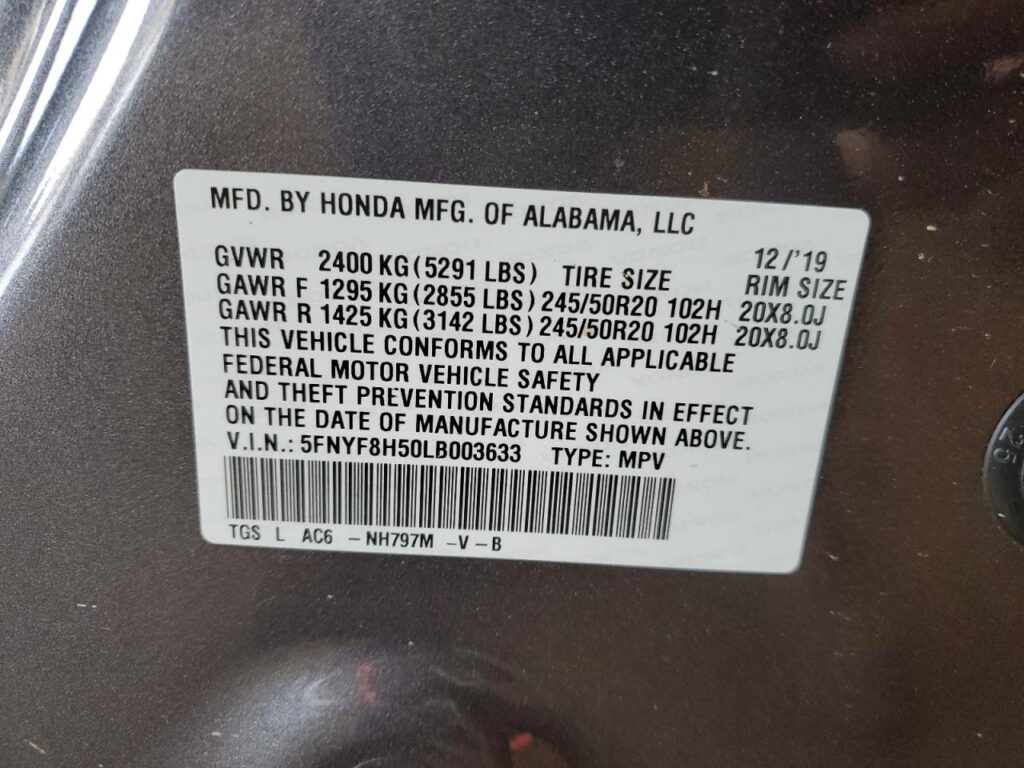 MFD. BY HONDA MFG. OF ALABAMA, LLC
12/'19
GVWR 2400 KG (5291 LBS) TIRE SIZE RIM SIZE
GAWR F 1295 KG (2855 LBS) 245/50R20 102H 20X8.0J
GAWR R 1425 KG (3142 LBS) 245/50R20 102H 20X8.0J
THIS VEHICLE CONFORMS TO ALL APPLICABLE
FEDERAL MOTOR VEHICLE SAFETY
AND THEFT PREVENTION STANDARDS IN EFFECT
ON THE DATE OF MANUFACTURE SHOWN ABOVE.
V.I.N.: 5FNYF8H50LB003633 TYPE: MPV
TGS L AC6 – NH797M – V – B
25